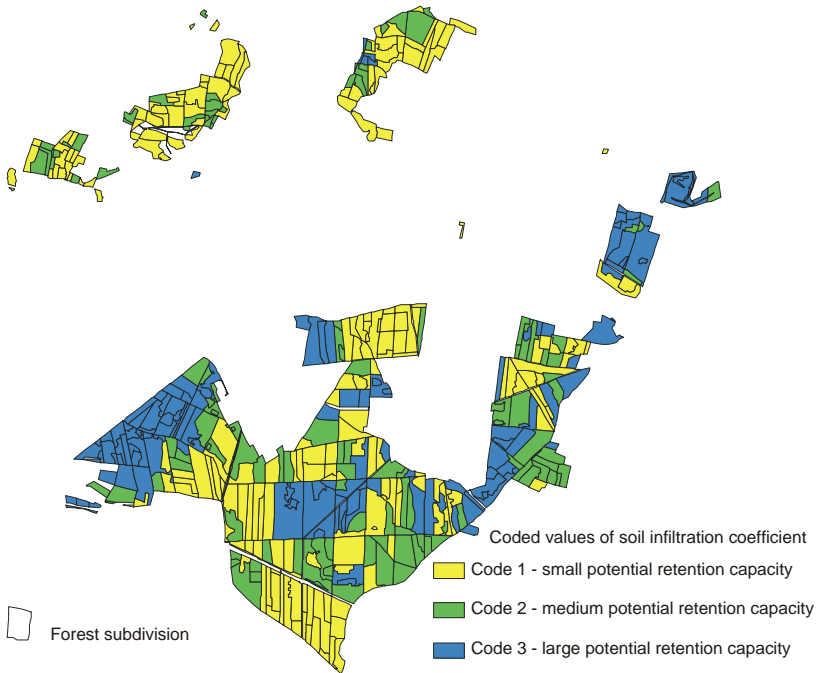 Coded values of soil infiltration coefficient
Code 1 - small potential retention capacity
Code 2 - medium potential retention capacity
Forest subdivision
Code 3 - large potential retention capacity